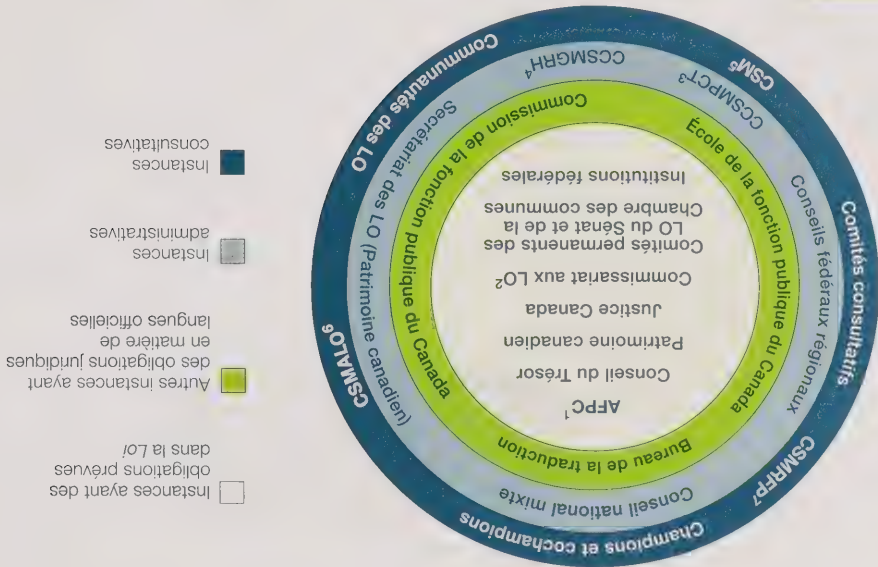 Champions et cochampions
CSMRFP⁷
Comités consultatifs
CSM⁵
Communautés des LO
CSMALO⁶
Conseil national mixte
Conseils fédéraux régionaux
CCSMPCT³
CCSMGRH⁴
Secrétariat des LO (Patrimoine canadien)
Bureau de la traduction
École de la fonction publique du Canada
Commission de la fonction publique du Canada
AFPC¹
Conseil du Trésor
Patrimoine canadien
Justice Canada
Commissariat aux LO²
Comités permanents des
LO du Sénat et de la
Chambre des communes
Institutions fédérales
Instances ayant des
obligations prévues
dans la Loi
Autres instances ayant
des obligations juridiques
en matière de
langues officielles
Instances
administratives
Instances
consultatives